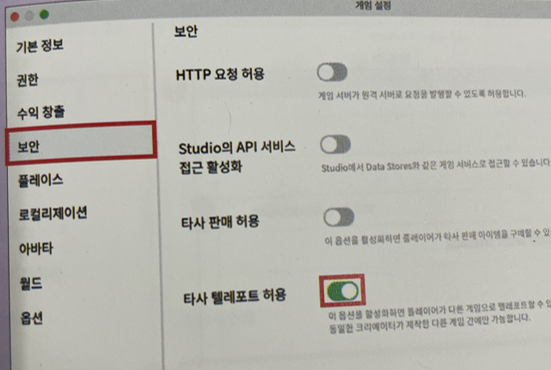 게임 설정
기본 정보
권한
수익 창출
보안
플레이스
로컬리제이션
아바타
월드
옵션
보안
HTTP 요청 허용
게임 서버가 원격 서버로 요청을 발행할 수 있도록 허용합니다.
Studio의 API 서비스
접근 활성화
Studio에서 Data Stores와 같은 게임 서비스로 접근할 수 있습니다
타사 판매 허용
이 옵션을 활성화하면 플레이어가 타사 판매 아이템을 구매할 수 있
타사 텔레포트 허용
이 옵션을 활성화하면 플레이어가 다른 게임으로 텔레포트할 수 있
동일한 크리에이터가 제작한 다른 게임 간에만 가능합니다.